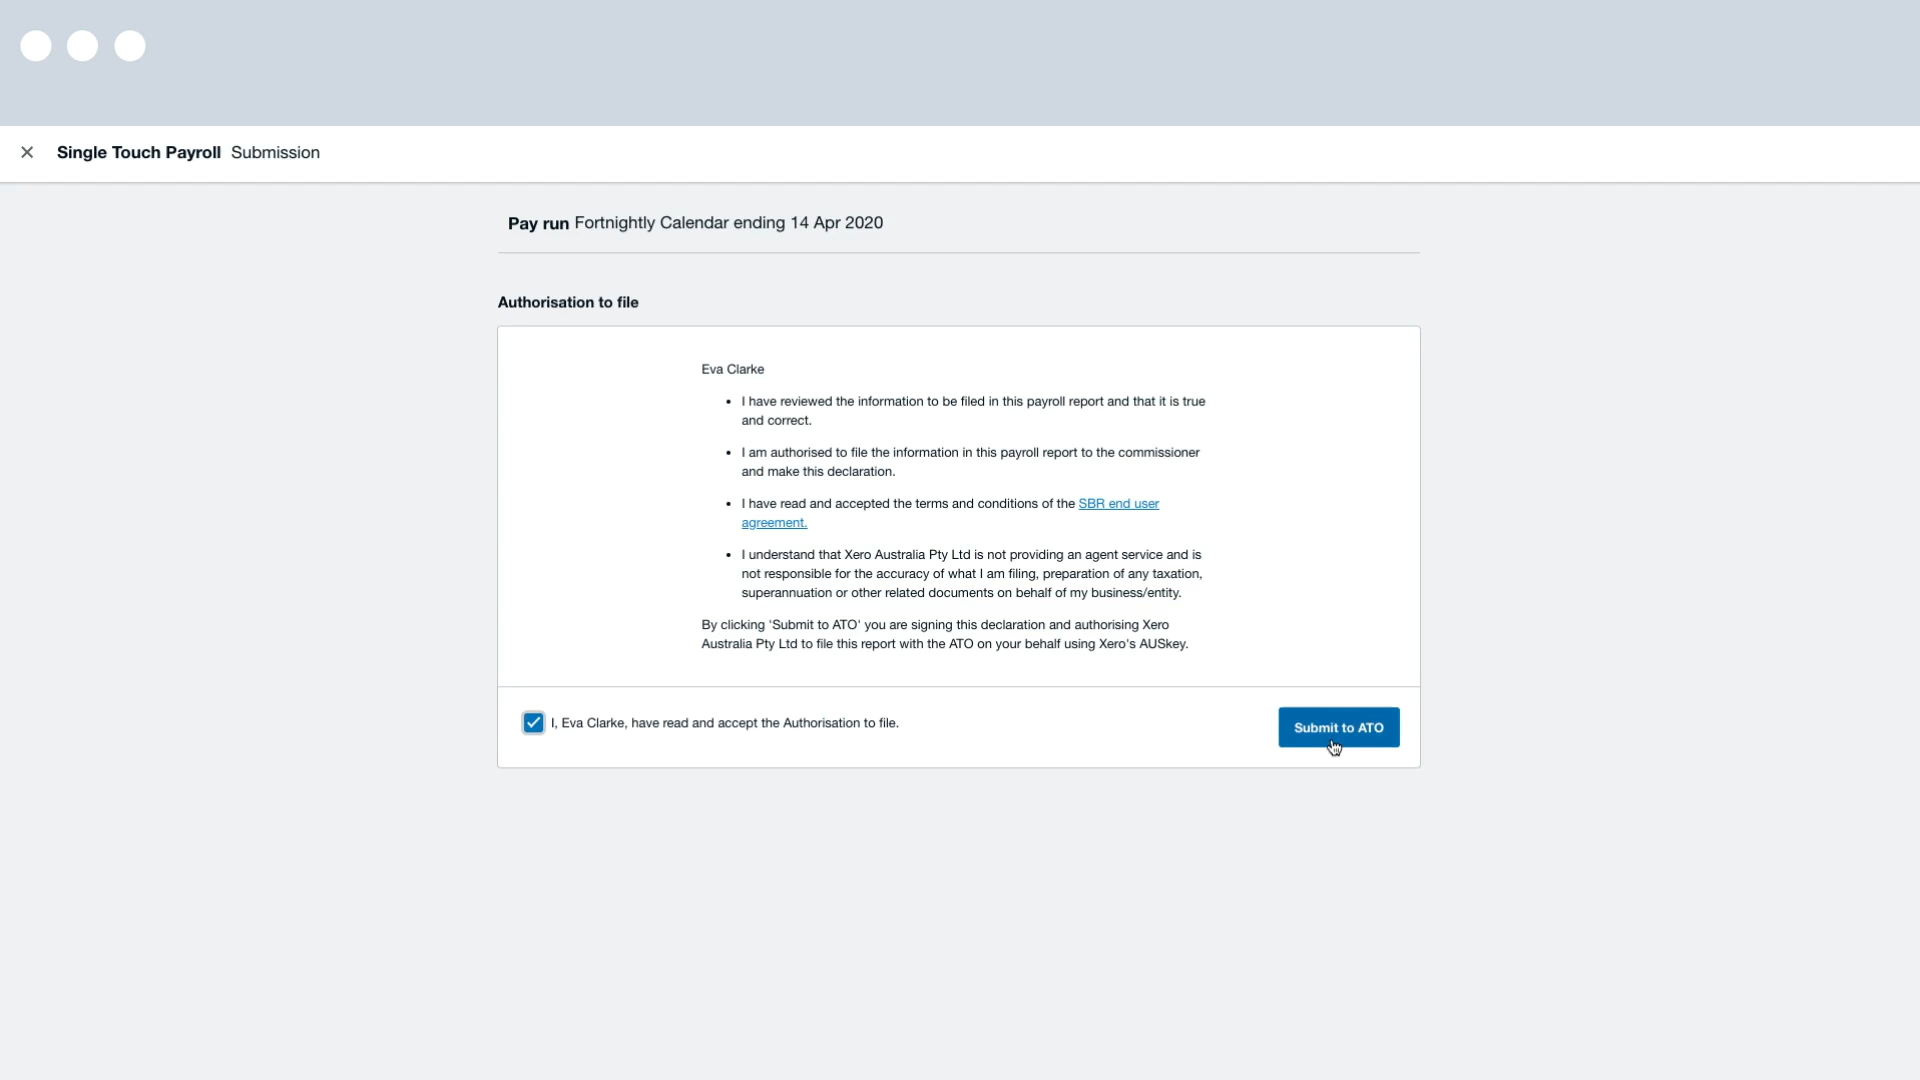 Single Touch Payroll Submission
Pay run Fortnightly Calendar ending 14 Apr 2020
Authorisation to file
Eva Clarke
• I have reviewed the information to be filed in this payroll report and that it is true
and correct.
• I am authorised to file the information in this payroll report to the commissioner
and make this declaration.
• I have read and accepted the terms and conditions of the SBR end user
agreement.
• I understand that Xero Australia Pty Ltd is not providing an agent service and is
not responsible for the accuracy of what I am filing, preparation of any taxation,
superannuation or other related documents on behalf of my business/entity.
By clicking 'Submit to ATO' you are signing this declaration and authorising Xero
Australia Pty Ltd to file this report with the ATO on your behalf using Xero's AUSkey.
I, Eva Clarke, have read and accept the Authorisation to file.
Submit to ATO